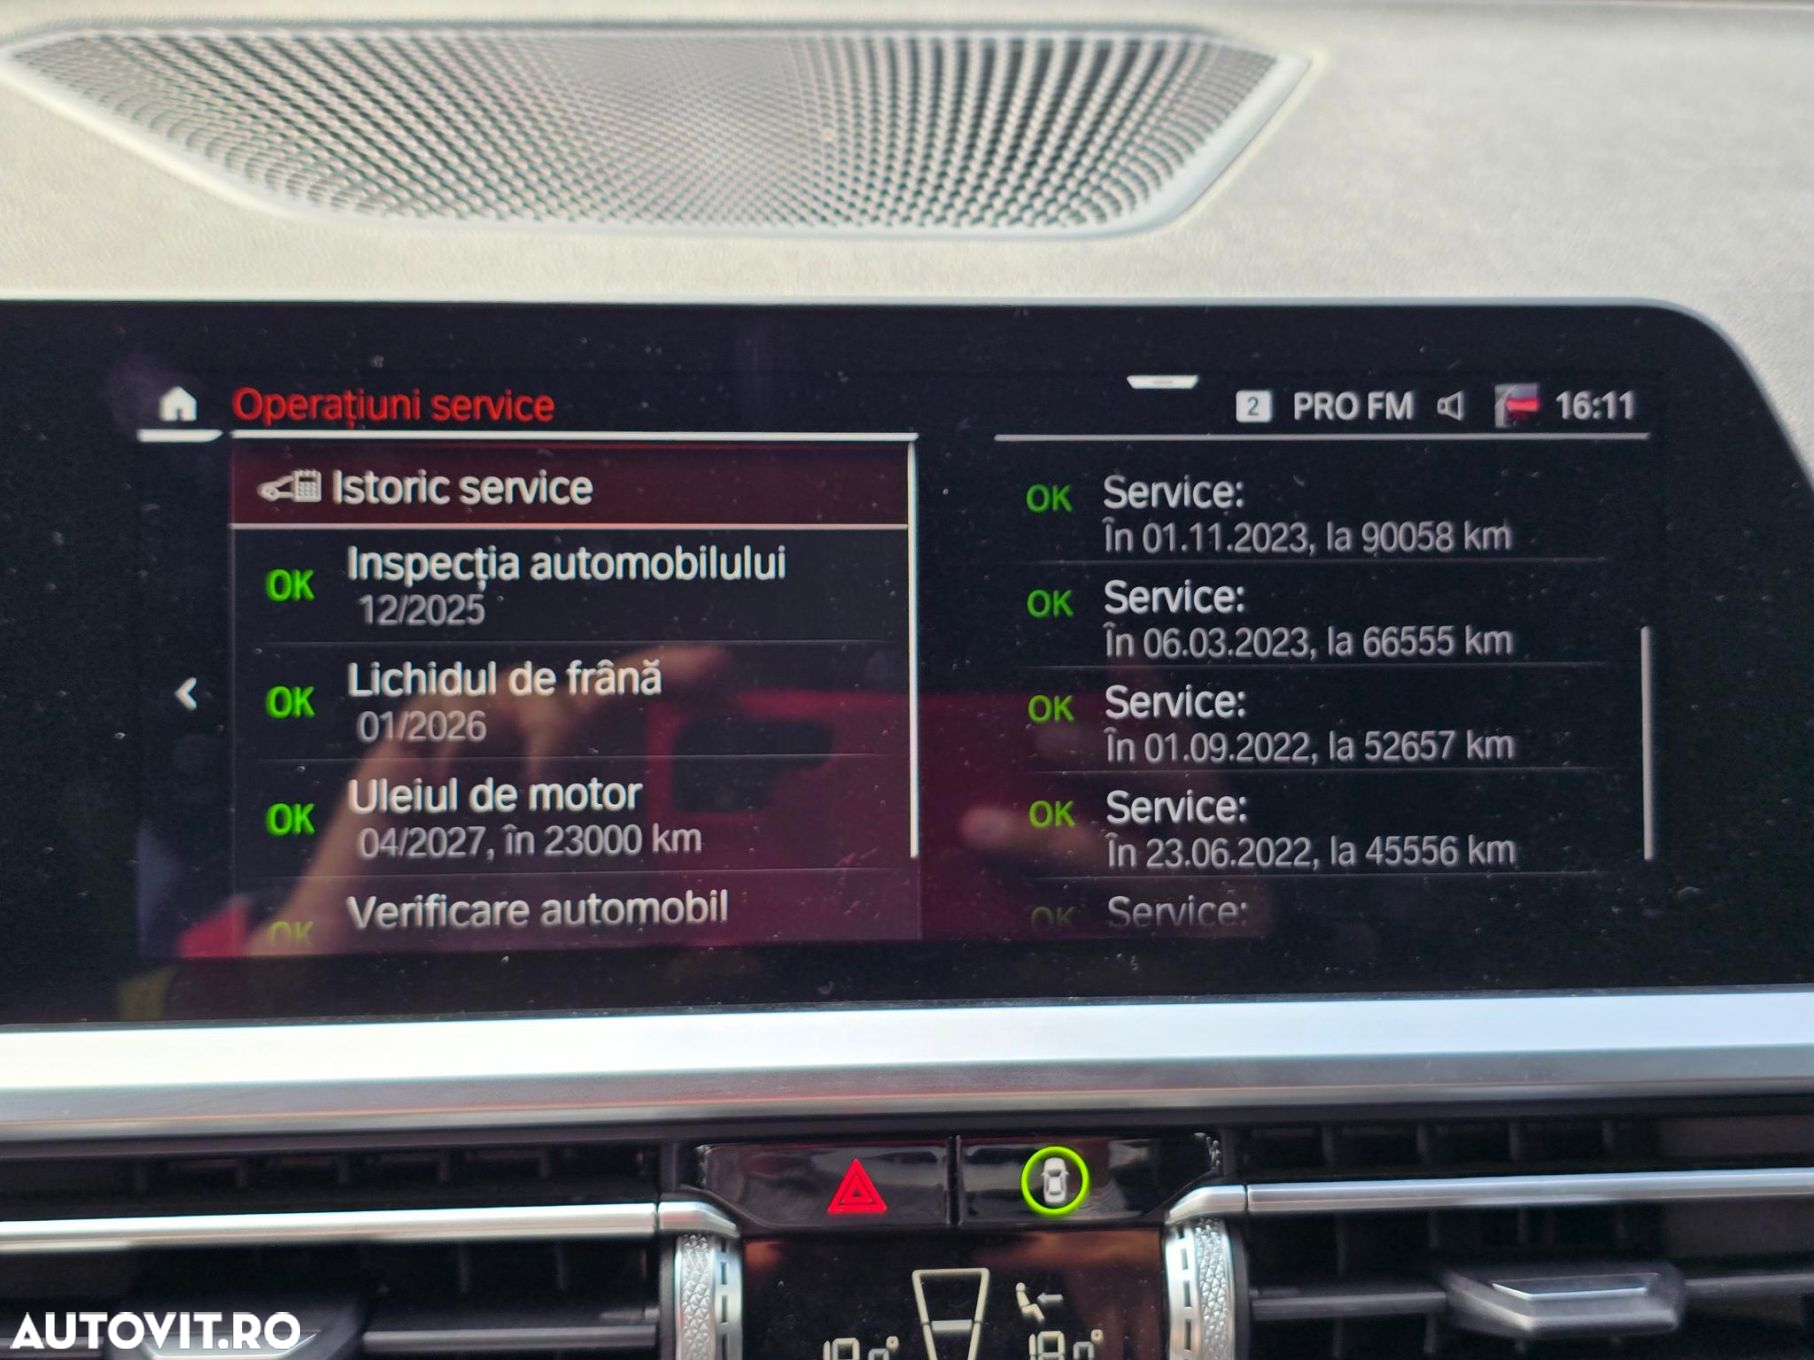 Operațiuni service
2 PRO FM 16:11
Istoric service
OK Inspecția automobilului
12/2025
OK Lichidul de frână
01/2026
OK Uleiul de motor
04/2027, în 23000 km
OK Verificare automobil
OK Service:
În 01.11.2023, la 90058 km
OK Service:
În 06.03.2023, la 66555 km
OK Service:
În 01.09.2022, la 52657 km
OK Service:
În 23.06.2022, la 45556 km
OK Service:
AUTOVIT.RO